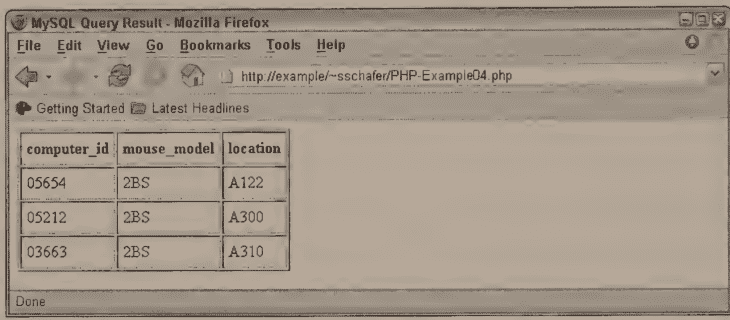 MySQL Query Result - Mozilla Firefox
File Edit View Go Bookmarks Tools Help
http://example/~sschafer/PHP-Example04.php
Getting Started Latest Headlines
computer_id mouse_model location
05654 2BS A122
05212 2BS A300
03663 2BS A310
Done